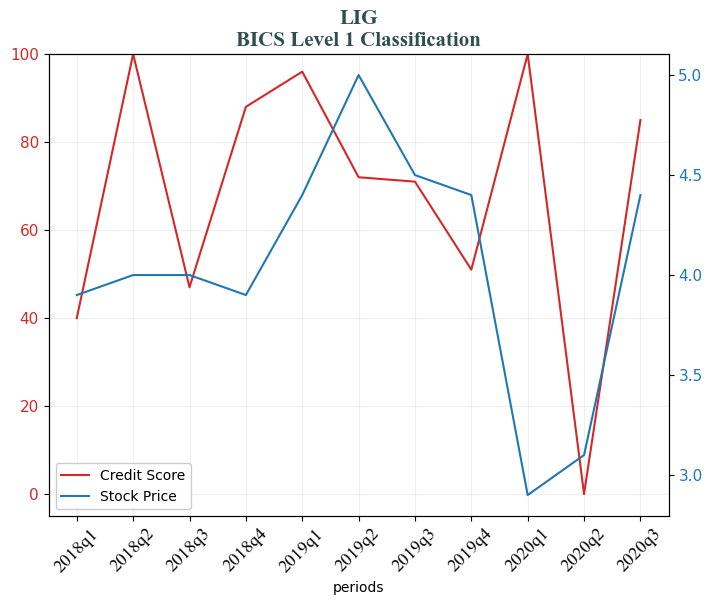 LIG
BICS Level 1 Classification
100
80
60
40
20
0
5.0
4.5
4.0
3.5
3.0
Credit Score
Stock Price
2018q1
2018q2
2018q3
2018q4
2019q1
2019q2
2019q3
2019q4
2020q1
2020q2
2020q3
periods